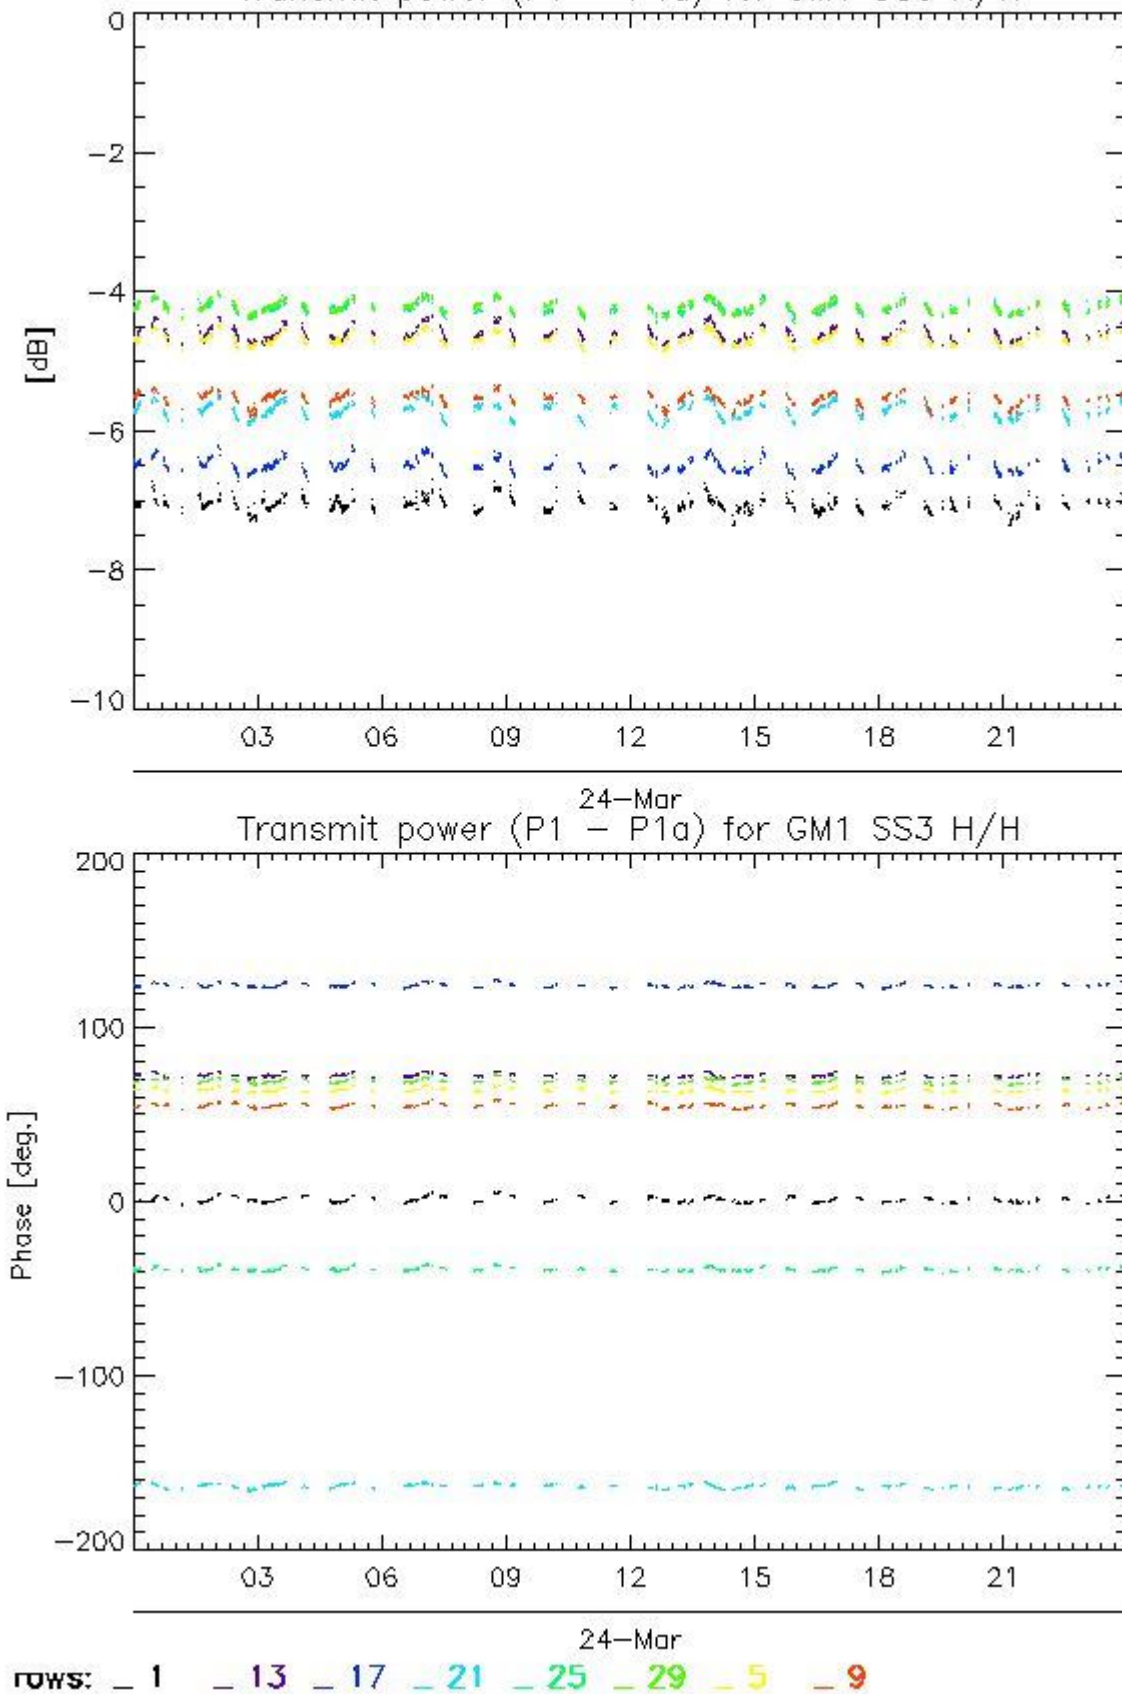 0
−2
−4
−6
−8
−10
[dB]
03 06 09 12 15 18 21
24−Mar
Transmit power (P1 − P1a) for GM1 SS3 H/H
200
100
0
−100
−200
Phase [deg.]
03 06 09 12 15 18 21
24−Mar
rows: _ 1 _ 13 _ 17 _ 21 _ 25 _ 29 _ 5 _ 9